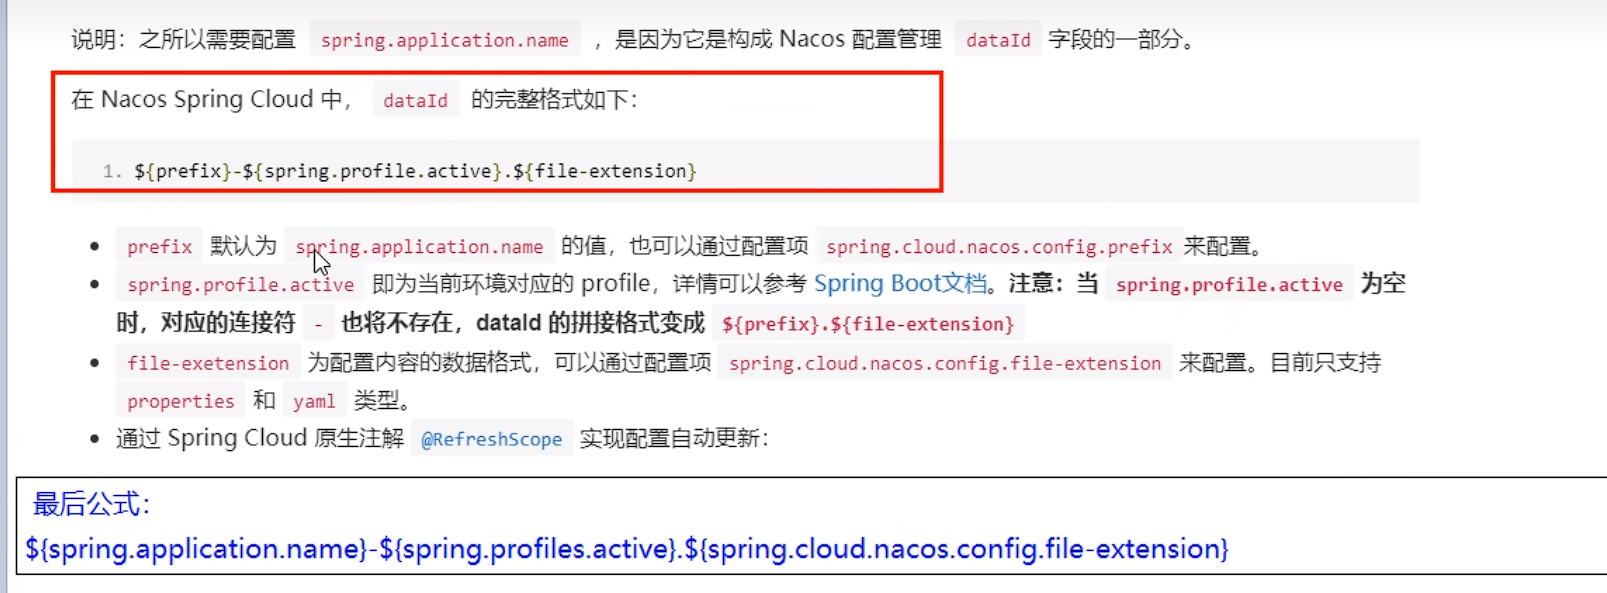 说明：之所以需要配置 spring.application.name ，是因为它是构成 Nacos 配置管理 dataId 字段的一部分。
在 Nacos Spring Cloud 中， dataId 的完整格式如下：
1. ${prefix}-${spring.profile.active}.${file-extension}
• prefix 默认为 spring.application.name 的值，也可以通过配置项 spring.cloud.nacos.config.prefix 来配置。
• spring.profile.active 即为当前环境对应的 profile，详情可以参考 Spring Boot文档。注意：当 spring.profile.active 为空
时，对应的连接符 - 也将不存在，dataId 的拼接格式变成 ${prefix}.${file-extension}
• file-exetension 为配置内容的数据格式，可以通过配置项 spring.cloud.nacos.config.file-extension 来配置。目前只支持
properties 和 yaml 类型。
• 通过 Spring Cloud 原生注解 @RefreshScope 实现配置自动更新：
最后公式：
${spring.application.name}-${spring.profiles.active}.${spring.cloud.nacos.config.file-extension}